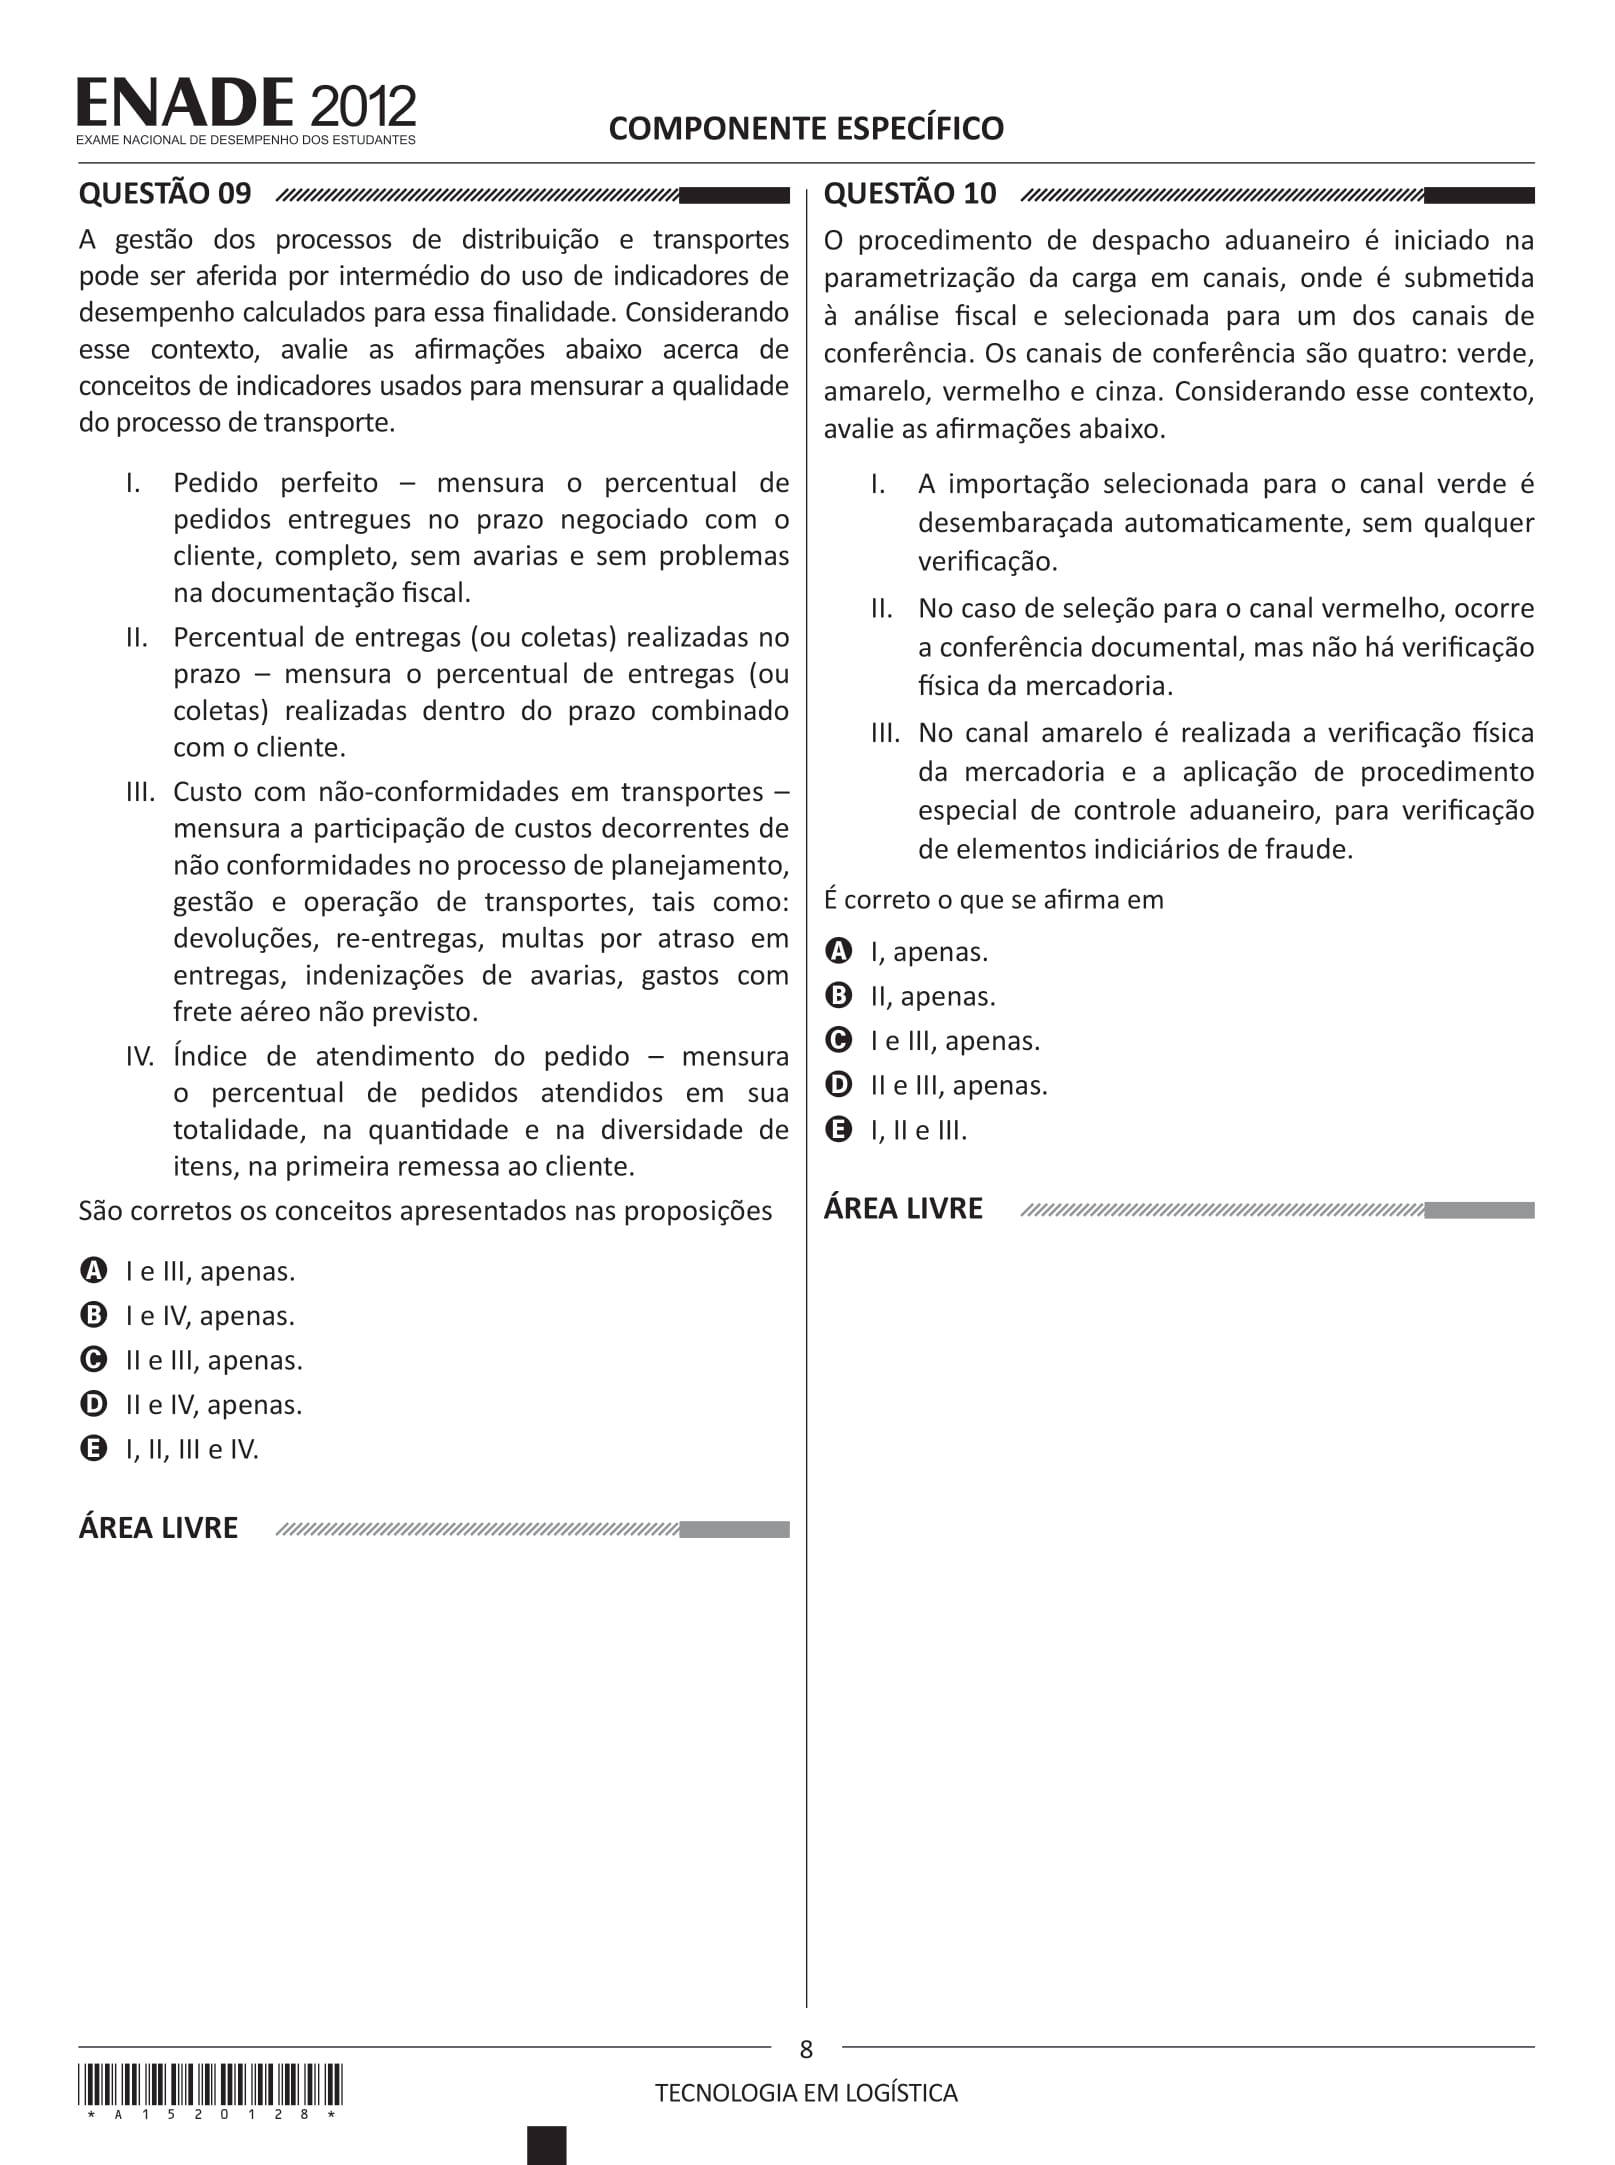 ENADE 2012
EXAME NACIONAL DE DESEMPENHO DOS ESTUDANTES
COMPONENTE ESPECÍFICO
QUESTÃO 09
A gestão dos processos de distribuição e transportes
pode ser aferida por intermédio do uso de indicadores de
desempenho calculados para essa finalidade. Considerando
esse contexto, avalie as afirmações abaixo acerca de
conceitos de indicadores usados para mensurar a qualidade
do processo de transporte.
I. Pedido perfeito – mensura o percentual de
pedidos entregues no prazo negociado com o
cliente, completo, sem avarias e sem problemas
na documentação fiscal.
II. Percentual de entregas (ou coletas) realizadas no
prazo – mensura o percentual de entregas (ou
coletas) realizadas dentro do prazo combinado
com o cliente.
III. Custo com não-conformidades em transportes –
mensura a participação de custos decorrentes de
não conformidades no processo de planejamento,
gestão e operação de transportes, tais como:
devoluções, re-entregas, multas por atraso em
entregas, indenizações de avarias, gastos com
frete aéreo não previsto.
IV. Índice de atendimento do pedido – mensura
o percentual de pedidos atendidos em sua
totalidade, na quantidade e na diversidade de
itens, na primeira remessa ao cliente.
São corretos os conceitos apresentados nas proposições
A I e III, apenas.
B I e IV, apenas.
C II e III, apenas.
D II e IV, apenas.
E I, II, III e IV.
ÁREA LIVRE
QUESTÃO 10
O procedimento de despacho aduaneiro é iniciado na
parametrização da carga em canais, onde é submetida
à análise fiscal e selecionada para um dos canais de
conferência. Os canais de conferência são quatro: verde,
amarelo, vermelho e cinza. Considerando esse contexto,
avalie as afirmações abaixo.
I. A importação selecionada para o canal verde é
desembaraçada automaticamente, sem qualquer
verificação.
II. No caso de seleção para o canal vermelho, ocorre
a conferência documental, mas não há verificação
física da mercadoria.
III. No canal amarelo é realizada a verificação física
da mercadoria e a aplicação de procedimento
especial de controle aduaneiro, para verificação
de elementos indiciários de fraude.
É correto o que se afirma em
A I, apenas.
B II, apenas.
C I e III, apenas.
D II e III, apenas.
E I, II e III.
ÁREA LIVRE
8
TECNOLOGIA EM LOGÍSTICA
* A 1 5 2 0 1 2 8 *